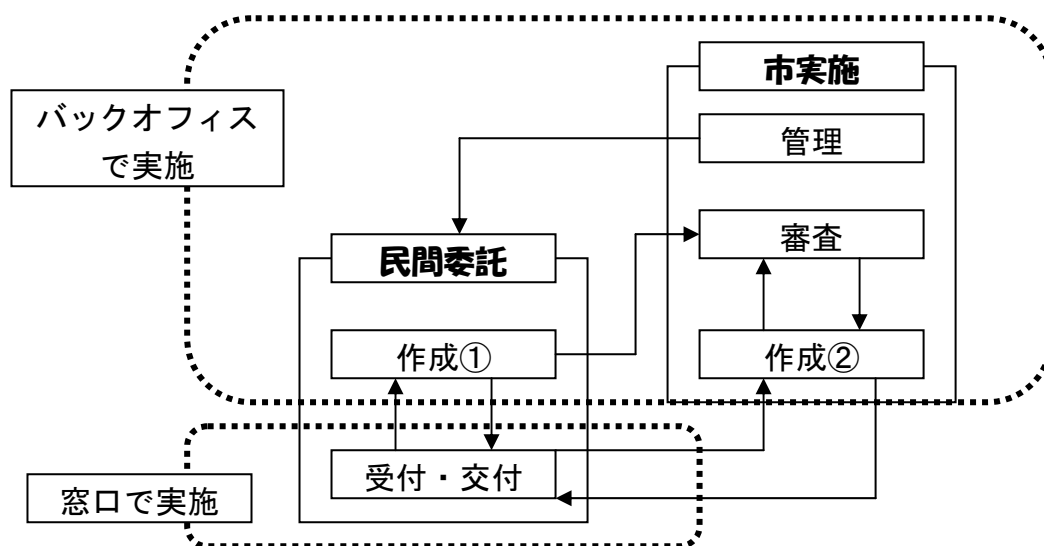 市実施
バックオフィス
で実施
管理
審査
民間委託
作成①
作成②
受付・交付
窓口で実施